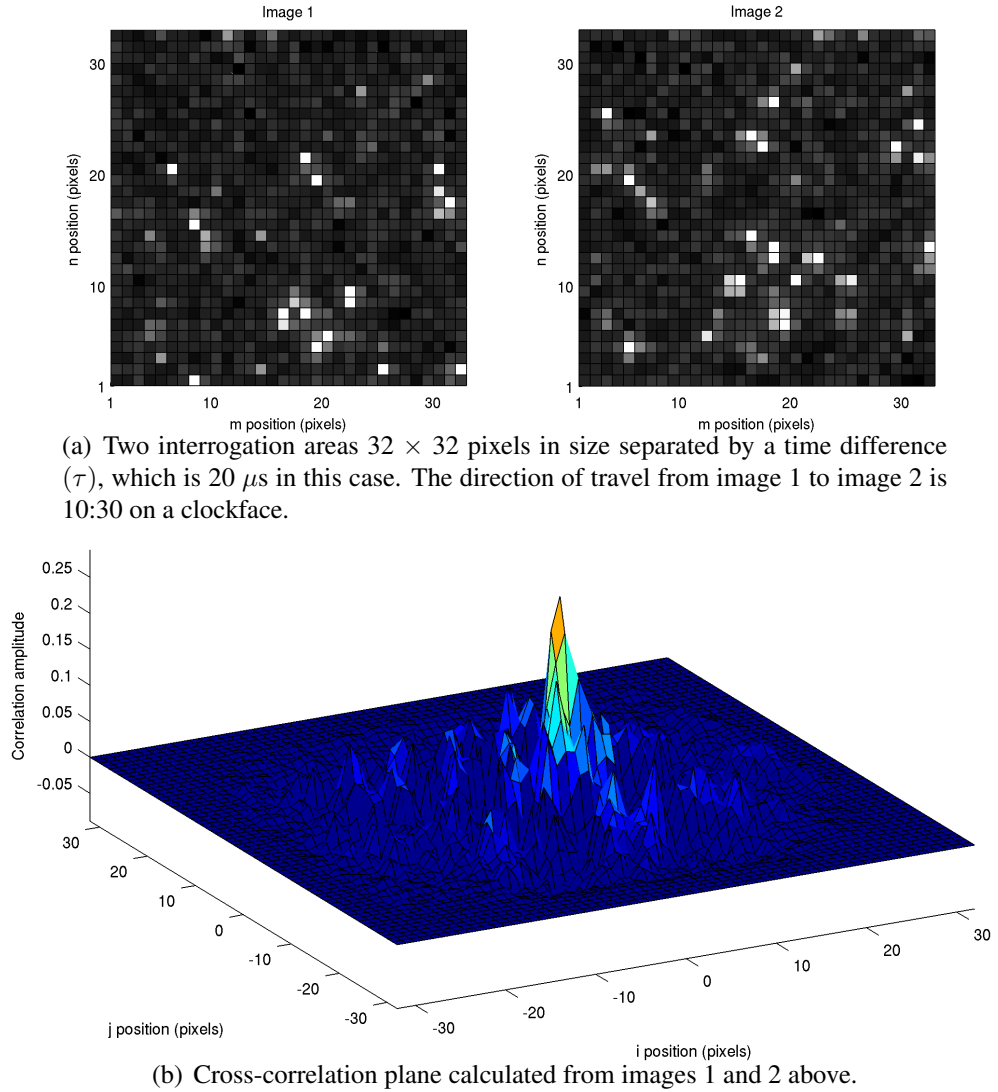 Image 1
Image 2
n position (pixels)
30
20
10
1
1 10 20 30
m position (pixels)
n position (pixels)
30
20
10
1
1 10 20 30
m position (pixels)
(a) Two interrogation areas 32 × 32 pixels in size separated by a time difference
(τ), which is 20 μs in this case. The direction of travel from image 1 to image 2 is
10:30 on a clockface.
Correlation amplitude
0.25
0.2
0.15
0.1
0.05
0
-0.05
30
20
10
0
-10
-20
-30
j position (pixels)
-30
-20
-10
0
10
20
30
i position (pixels)
(b) Cross-correlation plane calculated from images 1 and 2 above.